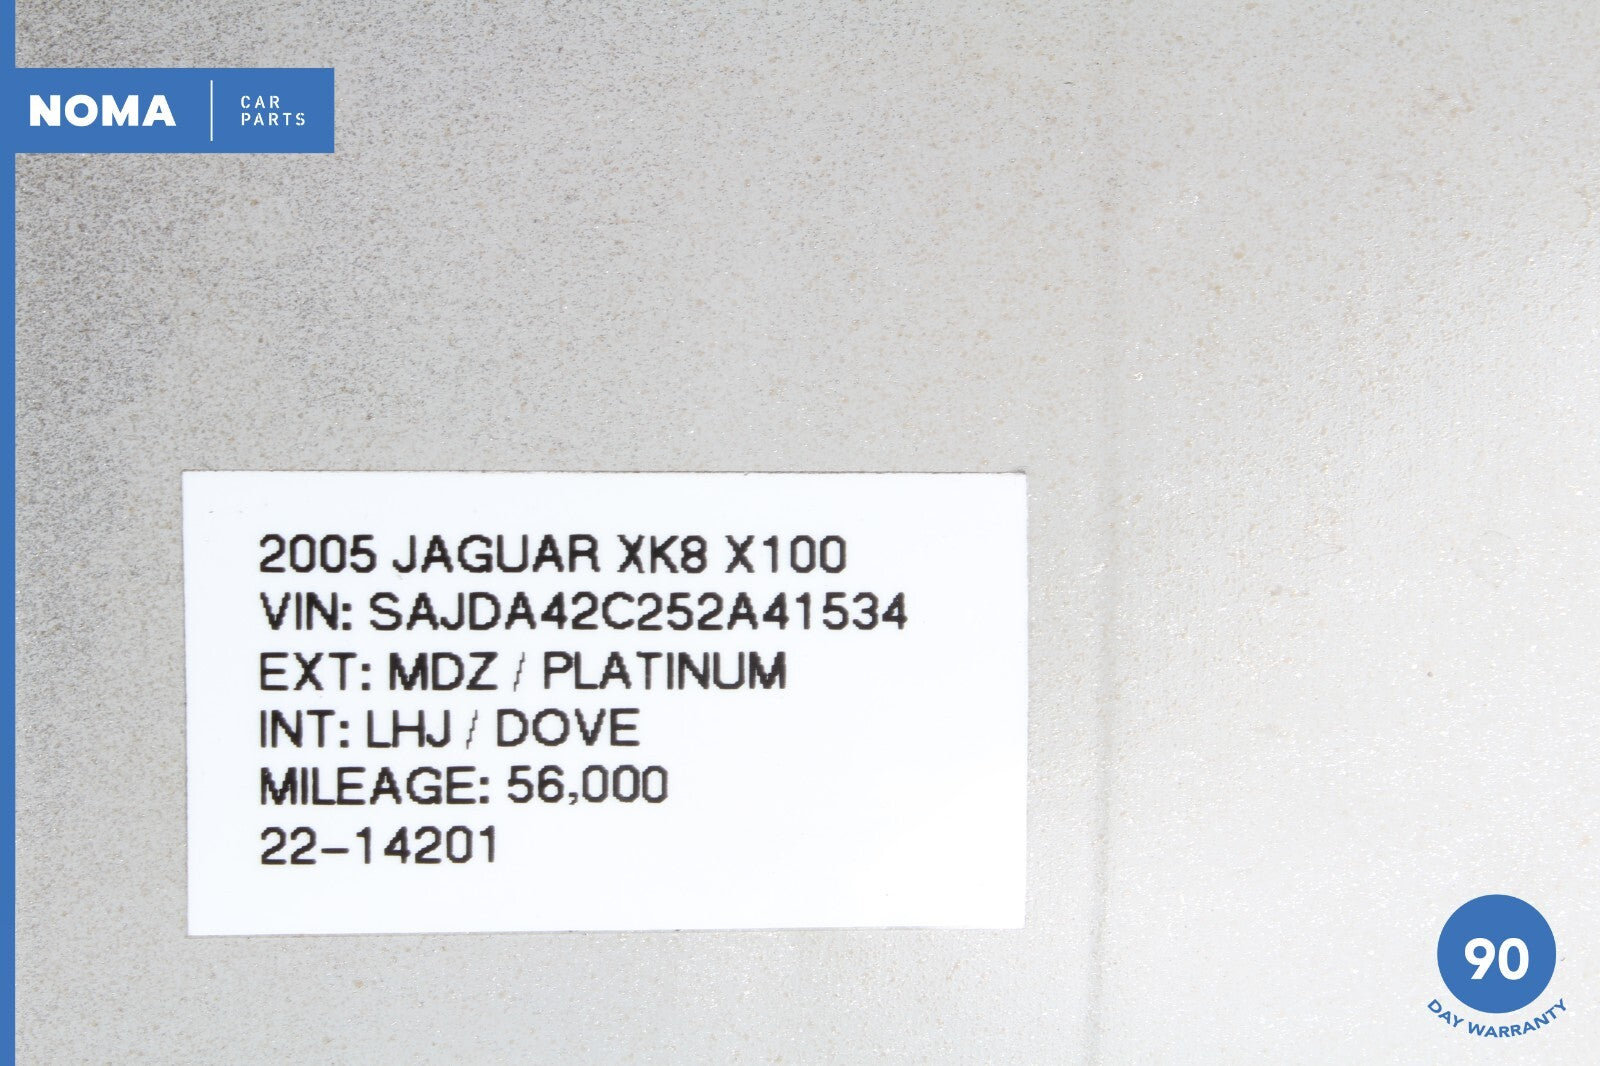 NOMA
CAR
PARTS
2005 JAGUAR XK8 X100
VIN: SAJDA42C252A41534
EXT: MDZ / PLATINUM
INT: LHJ / DOVE
MILEAGE: 56,000
22-14201
90
DAY WARRANTY